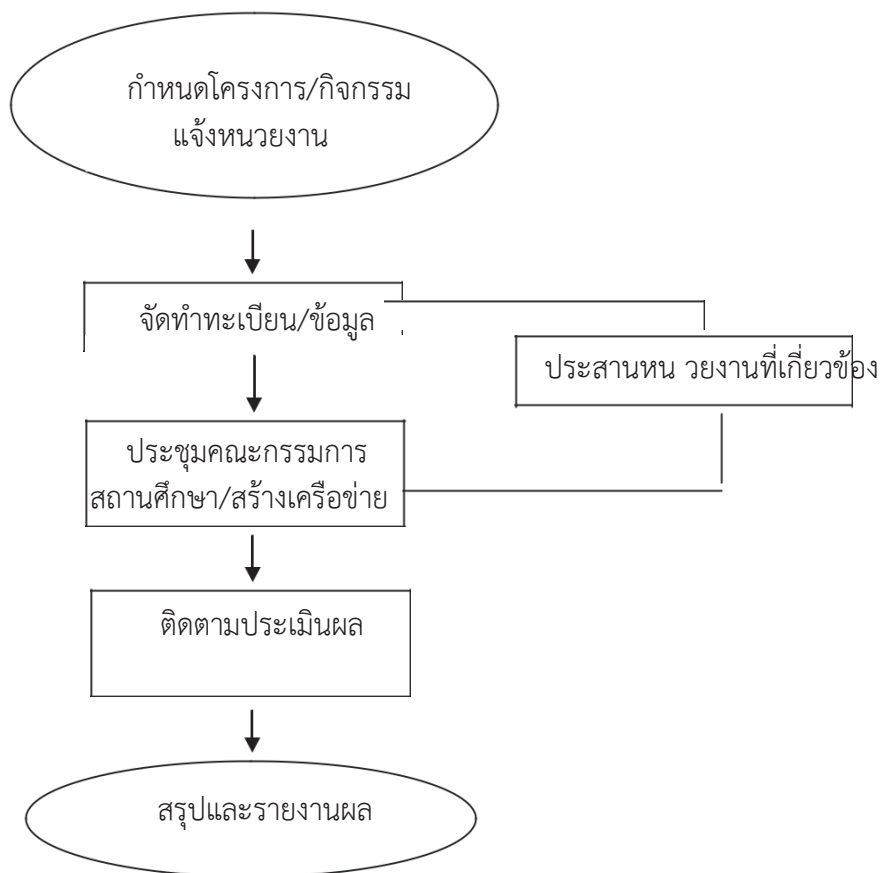 กำหนดโครงการ/กิจกรรม
แจ้งหนวยงาน
จัดทำทะเบียน/ข้อมูล
ประสานหน วยงานที่เกี่ยวข้อง
ประชุมคณะกรรมการ
สถานศึกษา/สร้างเครือข่าย
ติดตามประเมินผล
สรุปและรายงานผล